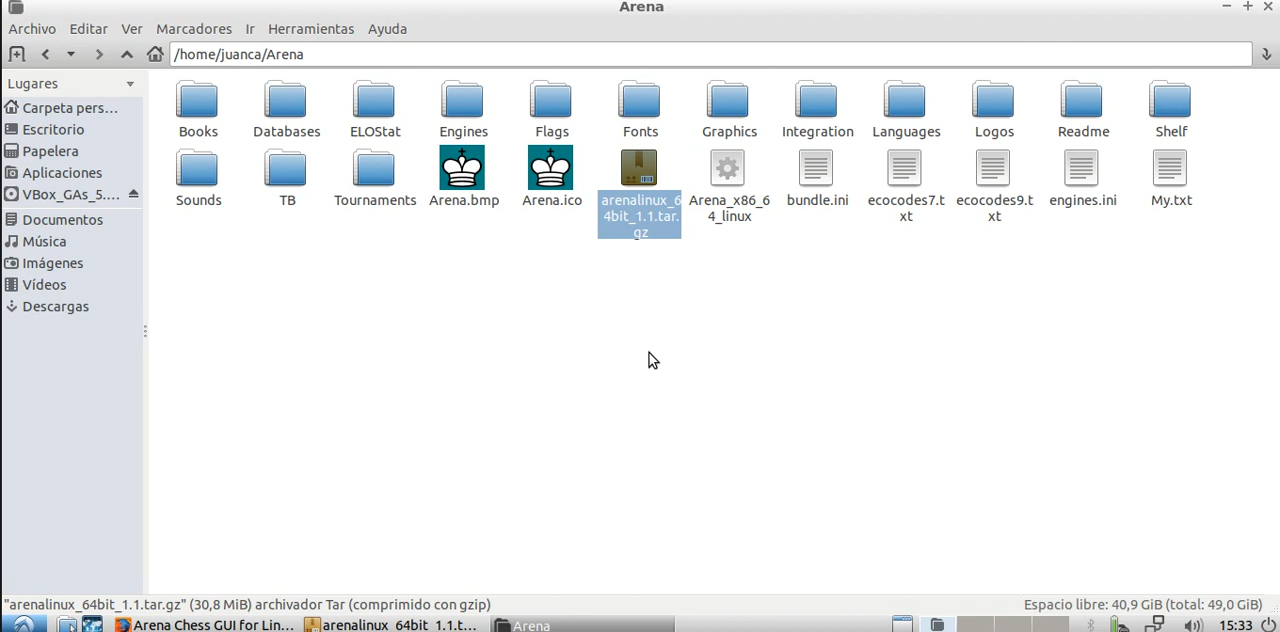 Arena
Archivo Editar Ver Marcadores Ir Herramientas Ayuda
/home/juanca/Arena
Lugares
Carpeta pers...
Escritorio
Papelera
Aplicaciones
VBox_GAs_5....
Documentos
Música
Imágenes
Vídeos
Descargas
Books Databases ELOStat Engines Flags Fonts Graphics Integration Languages Logos Readme Shelf
Sounds TB Tournaments Arena.bmp Arena.ico arenalinux_6 Arena_x86_6 bundle.ini ecocodes7.t ecocodes9.t engines.ini My.txt
4bit_1.1.tar. 4_linux xt xt
gz
"arenalinux_64bit_1.1.tar.gz" (30,8 MiB) archivador Tar (comprimido con gzip) Espacio libre: 40,9 GiB (total: 49,0 GiB)
Arena Chess GUI for Lin... arenalinux_64bit_1.1.t... Arena 15:33